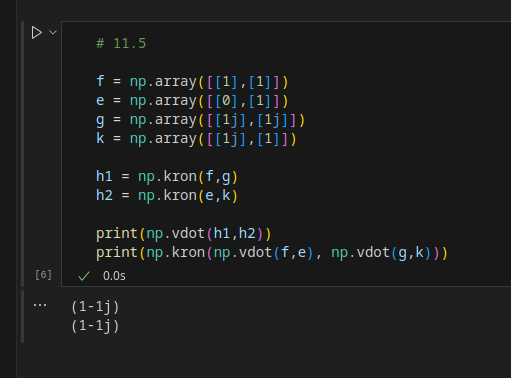 # 11.5
f = np.array([[1],[1]])
e = np.array([[0],[1]])
g = np.array([[1j],[1j]])
k = np.array([[1j],[1]])
h1 = np.kron(f,g)
h2 = np.kron(e,k)
print(np.vdot(h1,h2))
print(np.kron(np.vdot(f,e), np.vdot(g,k)))
[6] 0.0s
... (1-1j)
(1-1j)